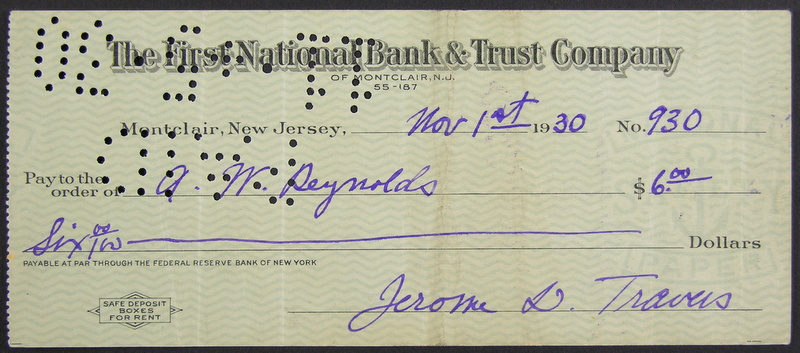 The First National Bank & Trust Company
OF MONTCLAIR, N.J.
55-187
Montclair, New Jersey, Nov 1st 1930 No. 930
Pay to the order of A. W. Reynolds $ 6.00
Six 00/100 Dollars
PAYABLE AT PAR THROUGH THE FEDERAL RESERVE BANK OF NEW YORK
SAFE DEPOSIT
BOXES
FOR RENT
Jerome D. Travers